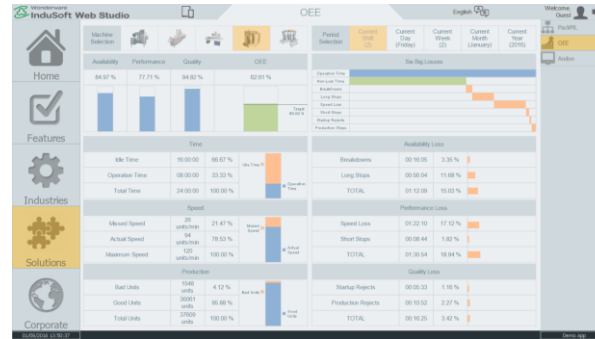 Wonderware
InduSoft Web Studio
OEE
English
Welcome,
Guest
Home
Features
Industries
Solutions
Corporate
Machine
Selection
Period
Selection
Current
Shift
(2)
Current
Day
(Friday)
Current
Week
(2)
Current
Month
(January)
Current
Year
(2016)
PackML
OEE
Andon
Availability Performance Quality OEE
84.97 % 77.71 % 94.82 %
Target
Six Big Losses
Operation Time
Breakdowns
Long Stops
Speed Loss
Short Stops
Startup Rejects
Production Stops
Time
Idle Time 16:00:00 66.67 %
Operation Time 08:00:00 33.33 %
Total Time 24:00:00 100.00 %
Idle Time
Operation
Time
Availability Loss
Breakdowns 00:16:05 3.35 %
Long Stops 00:56:04 11.68 %
TOTAL 01:12:09 15.03 %
Speed
Missed Speed 26 units/min 21.47 %
Actual Speed 94 units/min 78.53 %
Maximum Speed 120 units/min 100.00 %
Missed
Speed
Actual
Speed
Performance Loss
Speed Loss 01:22:10 17.12 %
Short Stops 00:08:44 1.82 %
TOTAL 01:30:54 18.94 %
Production
Bad Units 1548 units 4.12 %
Good Units units 95.88 %
Total Units units 100.00 %
Bad Units
Good
Units
Quality Loss
Startup Rejects 00:05:33 1.16 %
Production Rejects 00:10:52 2.27 %
TOTAL 00:16:25 3.42 %
Demo app